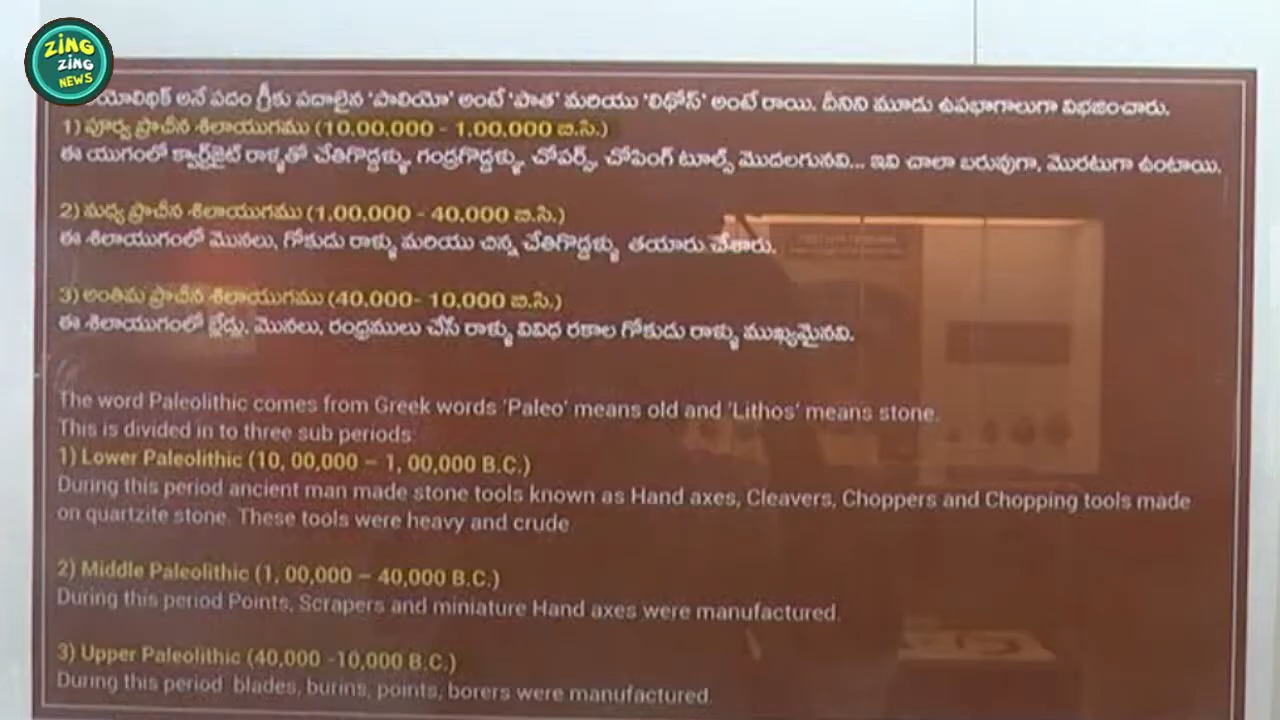 ZiNG
ZiNG
NEWS
అనే పదం గ్రీకు పదాలైన 'పాలియో' అంటే 'పాత' మరియు 'లిథోస్' అంటే రాయి. దీనిని మూడు ఉపభాగాలుగా విభజించారు.
1) పూర్వ ప్రాచీన శిలాయుగము (10,00,000 - 1,00,000 బి.సి.)
ఈ యుగంలో క్వార్ట్‌జైట్ రాళ్ళతో చేతిగొడ్డళ్ళు, గండ్రగొడ్డళ్ళు, చోపర్స్, చోపింగ్ టూల్స్ మొదలగునవి... ఇవి చాలా బరువుగా, మొరటుగా ఉంటాయి.
2) మధ్య ప్రాచీన శిలాయుగము (1,00,000 - 40,000 బి.సి.)
ఈ శిలాయుగంలో మొనలు, గోకుడు రాళ్ళు మరియు చిన్న చేతిగొడ్డళ్ళు తయారు చేశారు.
3) అంతిమ ప్రాచీన శిలాయుగము (40,000- 10,000 బి.సి.)
ఈ శిలాయుగంలో బ్లేడ్లు, మొనలు, రంధ్రములు చేసే రాళ్ళు వివిధ రకాల గోకుడు రాళ్ళు ముఖ్యమైనవి.
The word Paleolithic comes from Greek words 'Paleo' means old and 'Lithos' means stone.
This is divided in to three sub periods:
1) Lower Paleolithic (10, 00,000 – 1, 00,000 B.C.)
During this period ancient man made stone tools known as Hand axes, Cleavers, Choppers and Chopping tools made
on quartzite stone. These tools were heavy and crude
2) Middle Paleolithic (1, 00,000 – 40,000 B.C.)
During this period Points, Scrapers and miniature Hand axes were manufactured.
3) Upper Paleolithic (40,000 -10,000 B.C.)
During this period blades, burins, points, borers were manufactured.